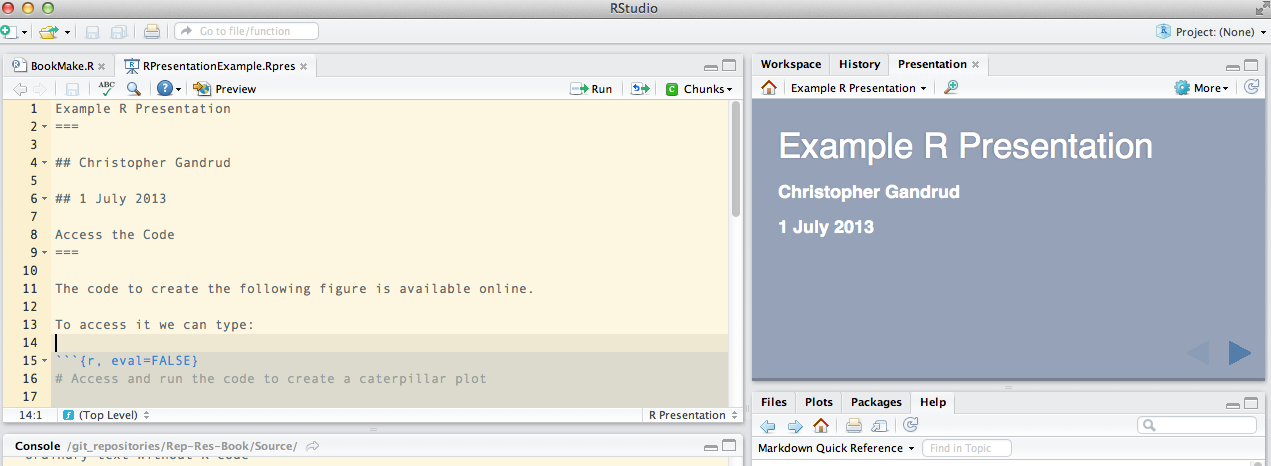 RStudio
Go to file/function
Project: (None)
BookMake.R
RPresentationExample.Rpres
ABC
Preview
Run
Chunks
1 Example R Presentation
2 ===
3
4 ## Christopher Gandrud
5
6 ## 1 July 2013
7
8 Access the Code
9 ===
10
11 The code to create the following figure is available online.
12
13 To access it we can type:
14
15 ```{r, eval=FALSE}
16 # Access and run the code to create a caterpillar plot
17
14:1 (Top Level) R Presentation
Console /git_repositories/Rep-Res-Book/Source/
ordinary text without R code
Workspace History Presentation
Example R Presentation More
Example R Presentation
Christopher Gandrud
1 July 2013
Files Plots Packages Help
Markdown Quick Reference Find in Topic